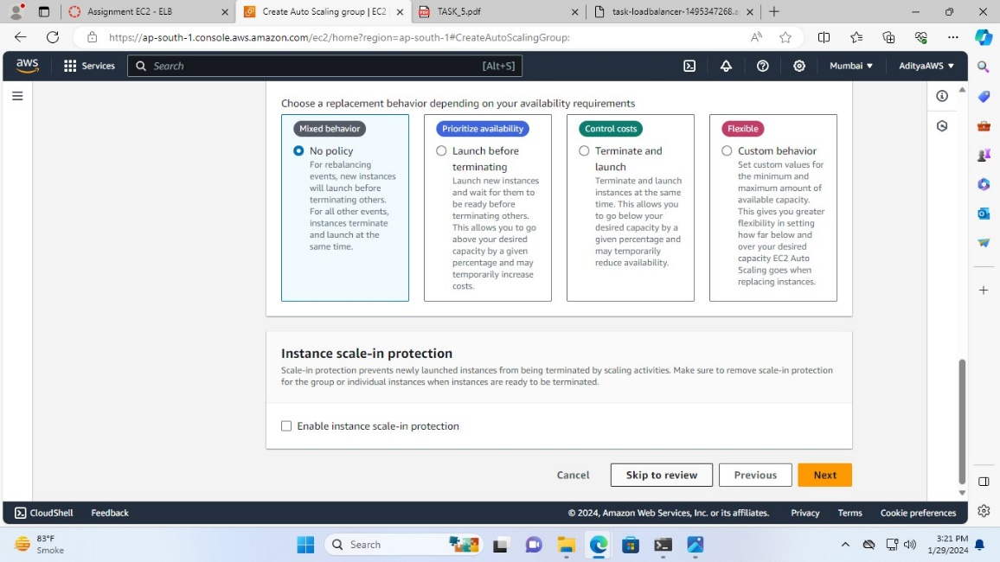 Assignment EC2 - ELB
Create Auto Scaling group | EC2
TASK_5.pdf
task-loadbalancer-1495347268.a
https://ap-south-1.console.aws.amazon.com/ec2/home?region=ap-south-1#CreateAutoScalingGroup:
aws
Services
Search
[Alt+S]
Mumbai
AdityaAWS
Choose a replacement behavior depending on your availability requirements
Mixed behavior
No policy
For rebalancing
events, new instances
will launch before
terminating others.
For all other events,
instances terminate
and launch at the
same time.
Prioritize availability
Launch before
terminating
Launch new instances
and wait for them to
be ready before
terminating others.
This allows you to go
above your desired
capacity by a given
percentage and may
temporarily increase
costs.
Control costs
Terminate and
launch
Terminate and launch
instances at the same
time. This allows you
to go below your
desired capacity by a
given percentage and
may temporarily
reduce availability.
Flexible
Custom behavior
Set custom values for
the minimum and
maximum amount of
available capacity.
This gives you greater
flexibility in setting
how far below and
over your desired
capacity EC2 Auto
Scaling goes when
replacing instances.
Instance scale-in protection
Scale-in protection prevents newly launched instances from being terminated by scaling activities. Make sure to remove scale-in protection
for the group or individual instances when instances are ready to be terminated.
Enable instance scale-in protection
Cancel
Skip to review
Previous
Next
CloudShell
Feedback
© 2024, Amazon Web Services, Inc. or its affiliates.
Privacy
Terms
Cookie preferences
83°F
Smoke
Search
3:21 PM
1/29/2024